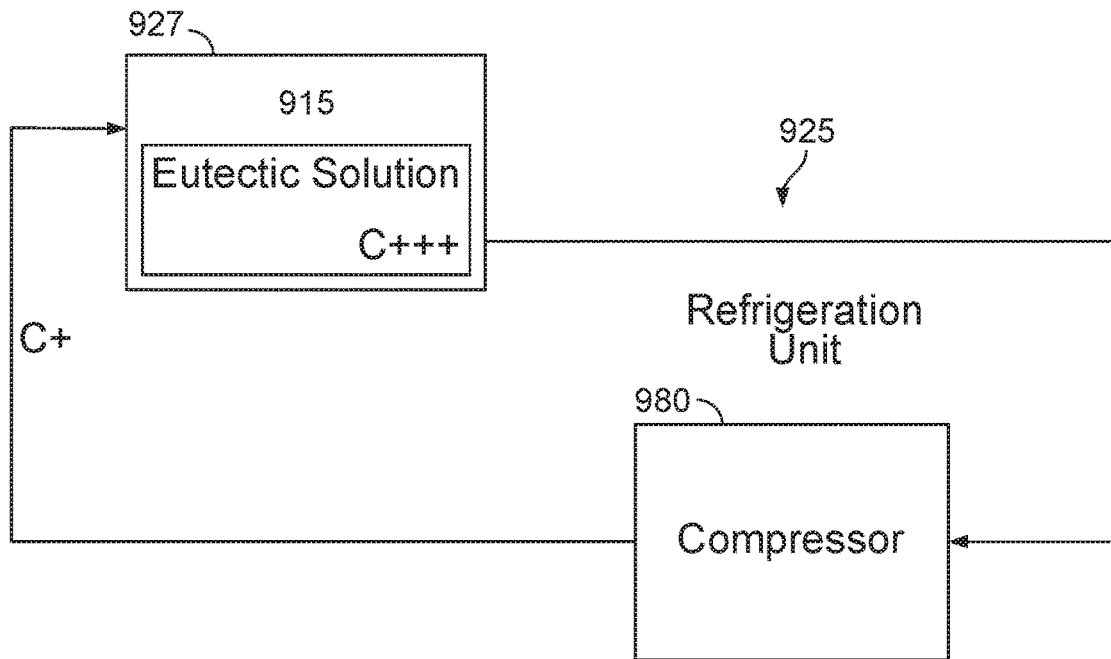 927
915
Eutectic Solution
C+++
925
C+
Refrigeration
Unit
980
Compressor